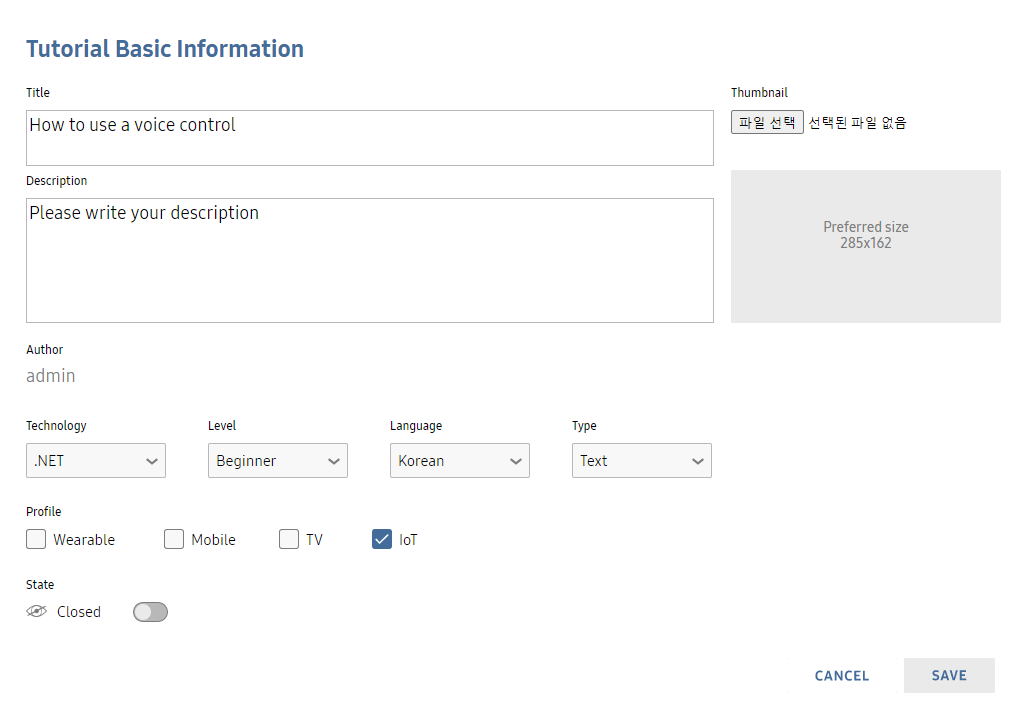 Tutorial Basic Information
Title
Thumbnail
How to use a voice control
파일 선택 선택된 파일 없음
Description
Please write your description
Preferred size
285x162
Author
admin
Technology Level Language Type
.NET Beginner Korean Text
Profile
Wearable Mobile TV IoT
State
Closed
CANCEL SAVE